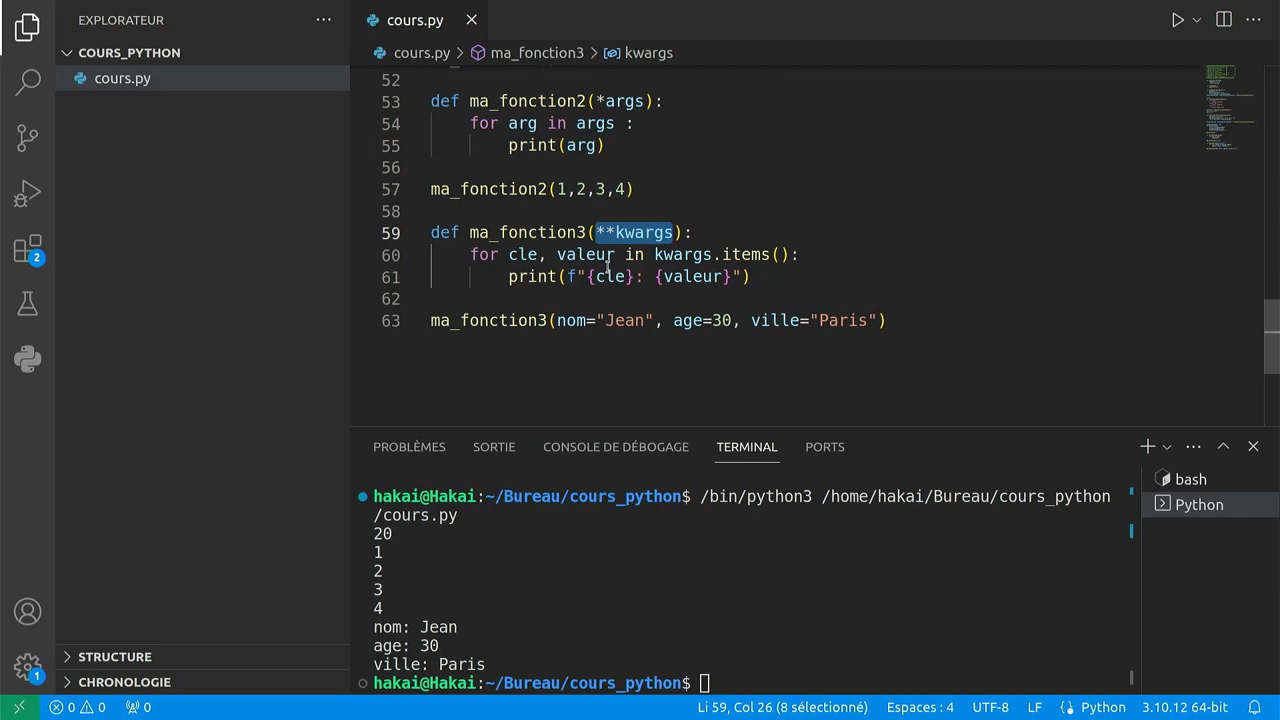 EXPLORATEUR
COURS_PYTHON
cours.py
2
1
STRUCTURE
CHRONOLOGIE
cours.py
cours.py > ma_fonction3 > kwargs
52
53 def ma_fonction2(*args):
54 for arg in args :
55 print(arg)
56
57 ma_fonction2(1,2,3,4)
58
59 def ma_fonction3(**kwargs):
60 for cle, valeur in kwargs.items():
61 print(f"{cle}: {valeur}")
62
63 ma_fonction3(nom="Jean", age=30, ville="Paris")
PROBLÈMES SORTIE CONSOLE DE DÉBOGAGE TERMINAL PORTS
hakai@Hakai:~/Bureau/cours_python$ /bin/python3 /home/hakai/Bureau/cours_python
/cours.py
20
1
2
3
4
nom: Jean
age: 30
ville: Paris
hakai@Hakai:~/Bureau/cours_python$
bash
Python
0 0 0 Li 59, Col 26 (8 sélectionné) Espaces : 4 UTF-8 LF Python 3.10.12 64-bit